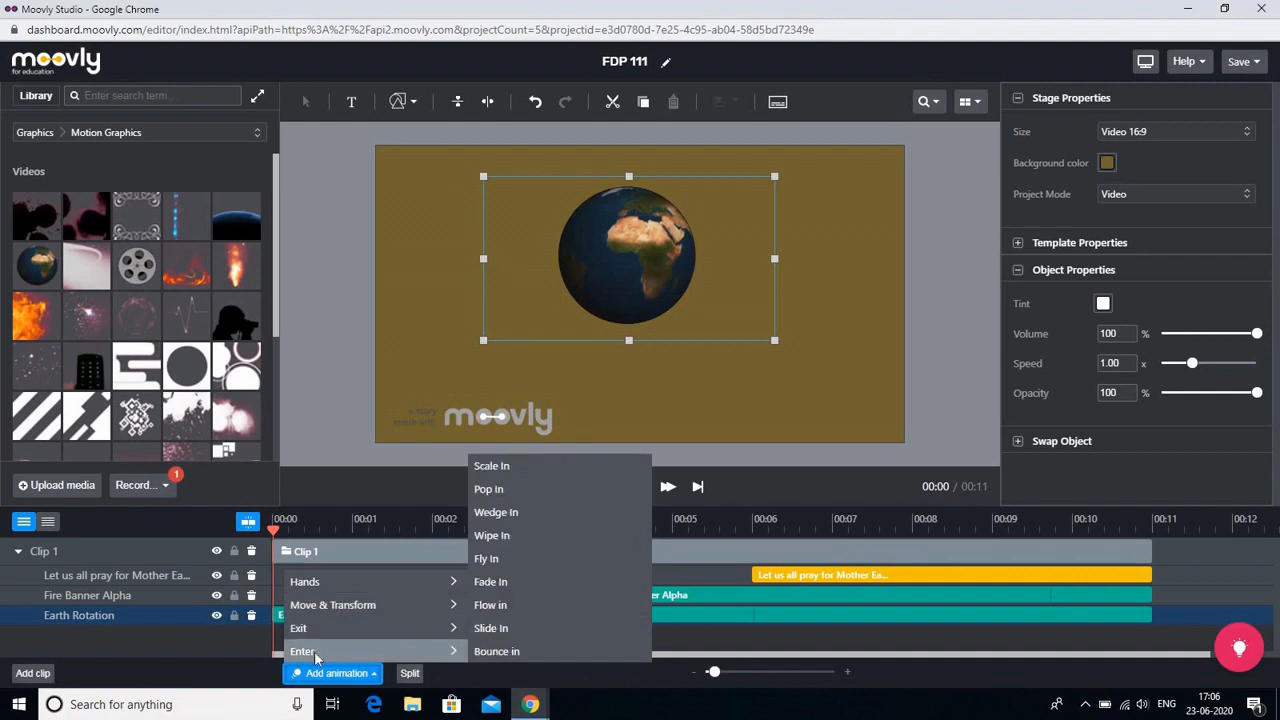 Moovly Studio - Google Chrome
dashboard.moovly.com/editor/index.html?apiPath=https%3A%2F%2Fapi2.moovly.com&projectCount=5&projectid=e3d0780d-7e25-4c95-ab04-58d5bd72349e
moovly
for education
FDP 111
Help
Save
Library
Enter search term...
T
Graphics > Motion Graphics
Videos
Stage Properties
Size
Video 16:9
Background color
Project Mode
Video
Template Properties
Object Properties
Tint
Volume
100 %
Speed
1.00 x
Opacity
100 %
Swap Object
a story
made with
moovly
Upload media
Record...
1
00:00 / 00:11
00:00
00:01
00:02
00:05
00:06
00:07
00:08
00:09
00:10
00:11
00:12
Clip 1
Clip 1
Let us all pray for Mother Ea...
Let us all pray for Mother Ea...
Fire Banner Alpha
er Alpha
Earth Rotation
E
Scale In
Pop In
Wedge In
Wipe In
Fly In
Fade In
Flow in
Slide In
Bounce in
Hands
Move & Transform
Exit
Enter
Add clip
Add animation
Split
- +
Search for anything
ENG
17:06
23-06-2020
1